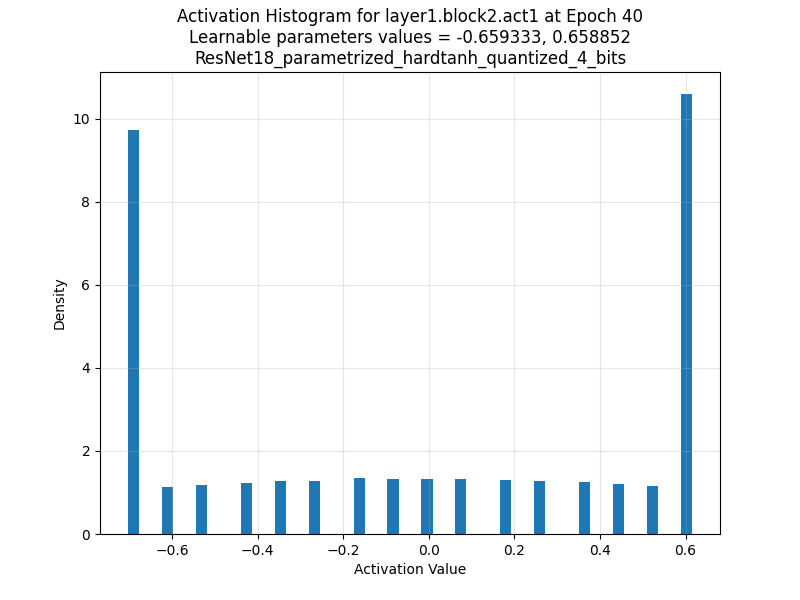 Activation Histogram for layer1.block2.act1 at Epoch 40
Learnable parameters values = -0.659333, 0.658852
ResNet18_parametrized_hardtanh_quantized_4_bits
10
8
6
4
2
0
Density
−0.6 −0.4 −0.2 0.0 0.2 0.4 0.6
Activation Value